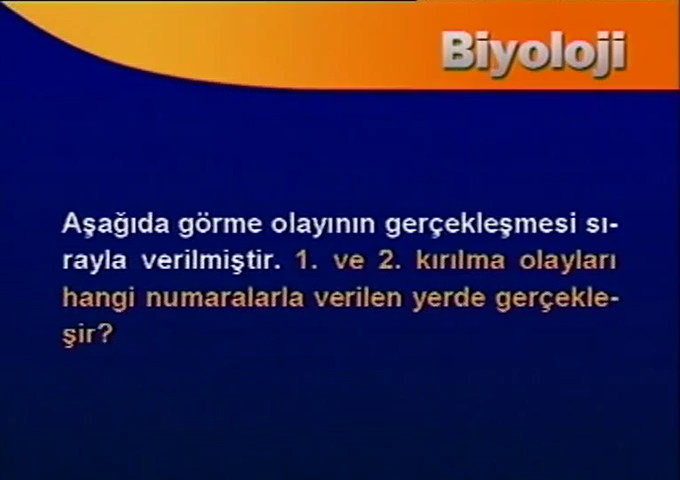 Biyoloji
Aşağıda görme olayının gerçekleşmesi sı-
rayla verilmiştir. 1. ve 2. kırılma olayları
hangi numaralarla verilen yerde gerçekle-
şir?